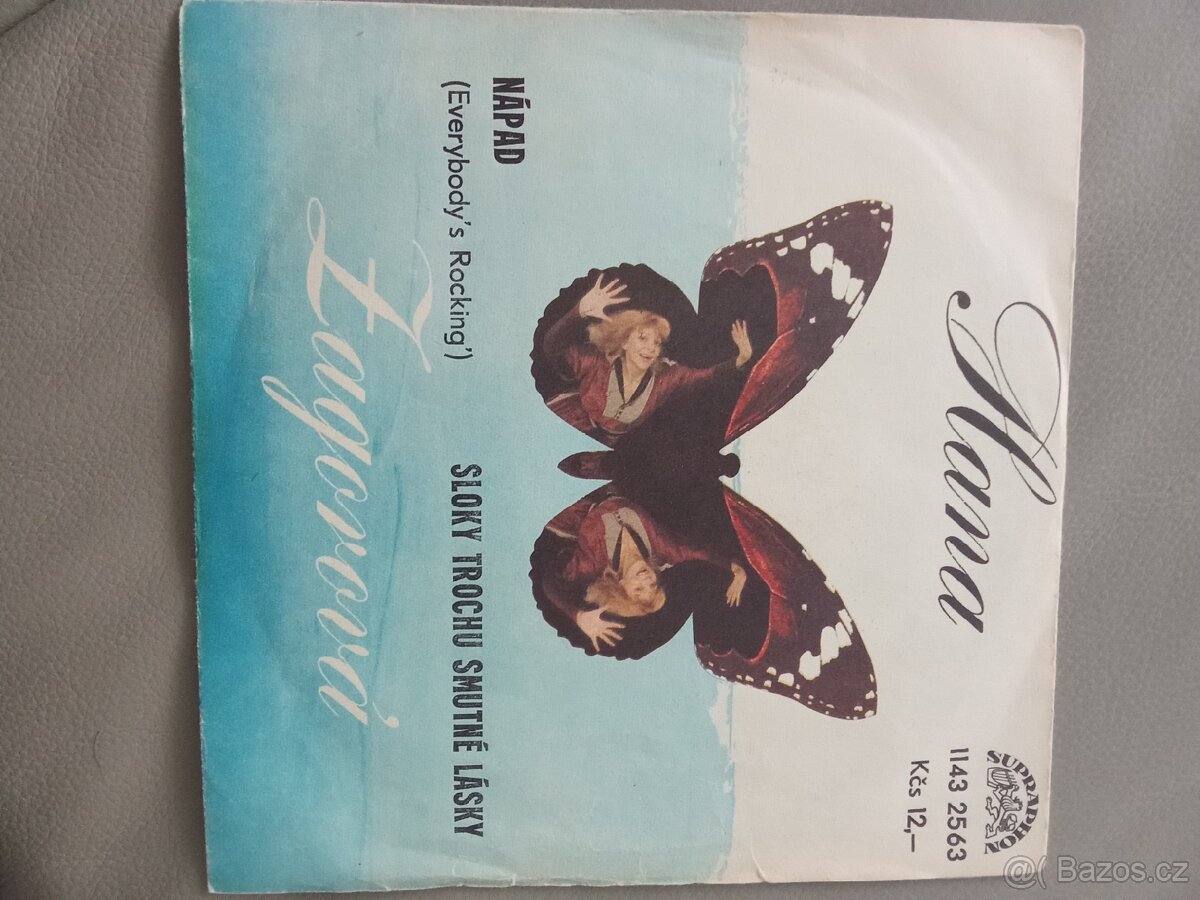 Hana
SUPRAPHON
1143 2563
Kčs 12,–
NÁPAD
(Everybody's Rocking')
SLOKY TROCHU SMUTNÉ LÁSKY
Zagorová
@( Bazos.cz